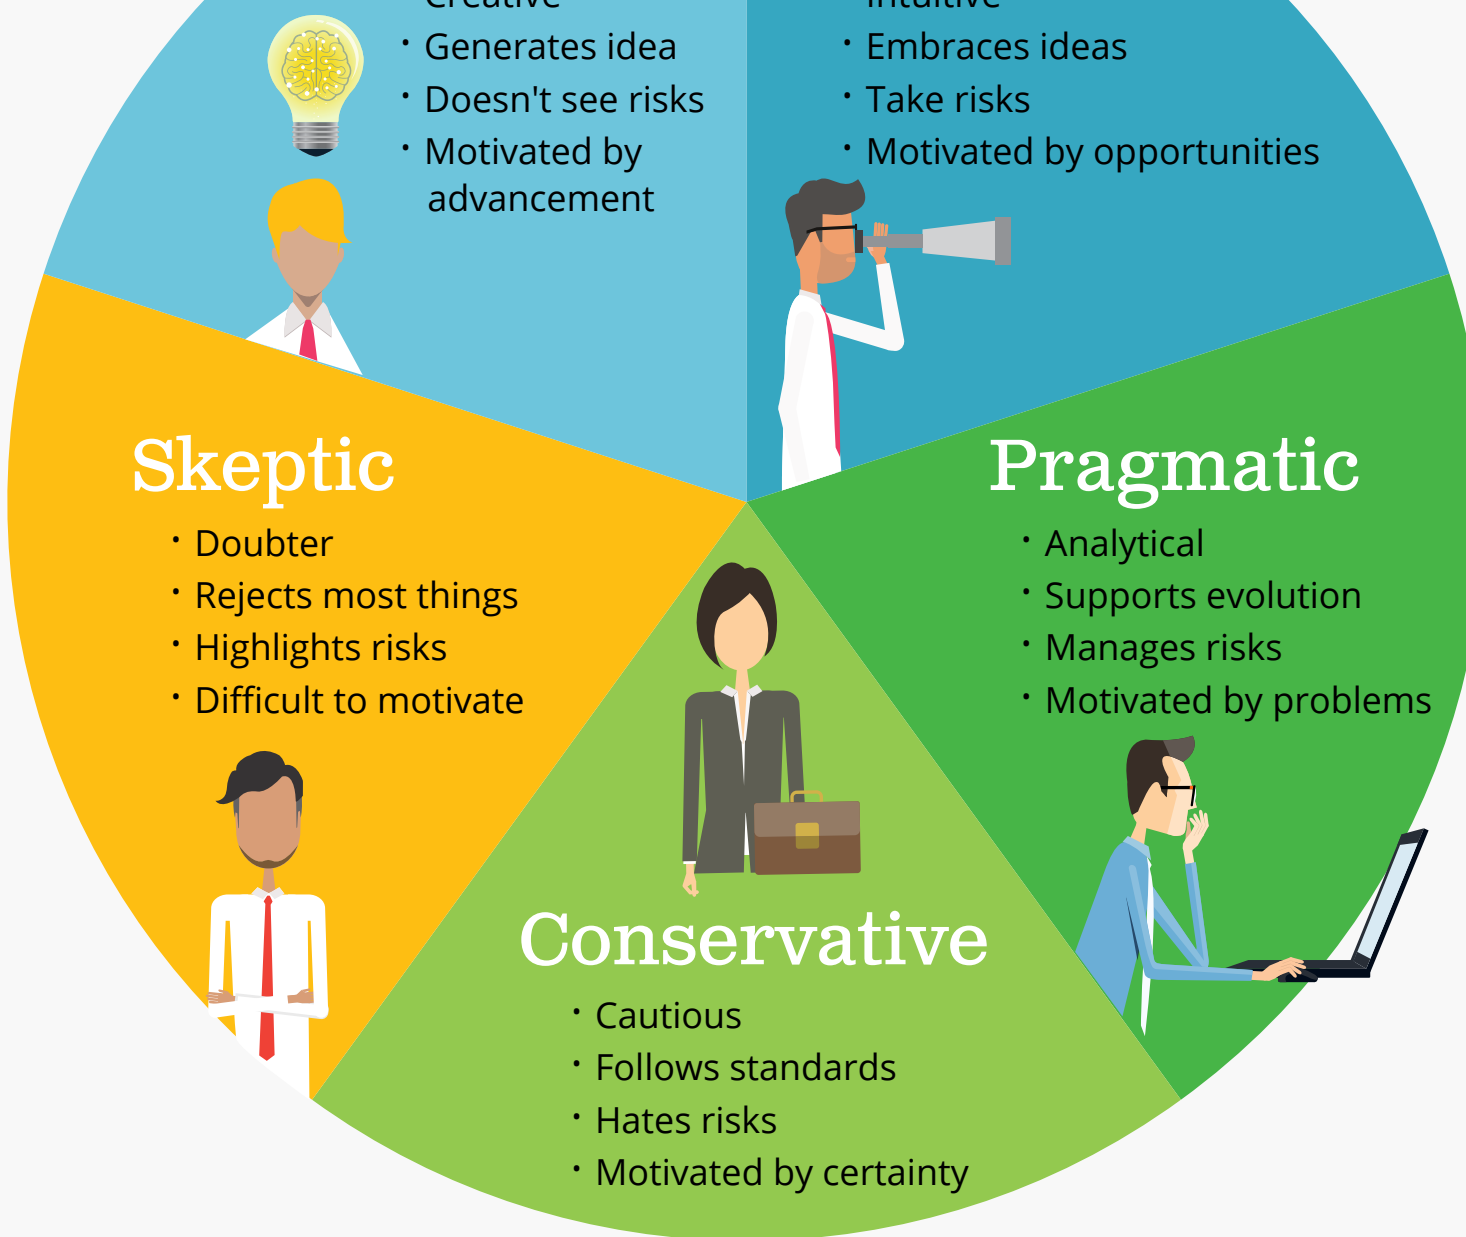 Creative
• Generates idea
• Doesn't see risks
• Motivated by
advancement
Intuitive
• Embraces ideas
• Take risks
• Motivated by opportunities
Skeptic
• Doubter
• Rejects most things
• Highlights risks
• Difficult to motivate
Pragmatic
• Analytical
• Supports evolution
• Manages risks
• Motivated by problems
Conservative
• Cautious
• Follows standards
• Hates risks
• Motivated by certainty